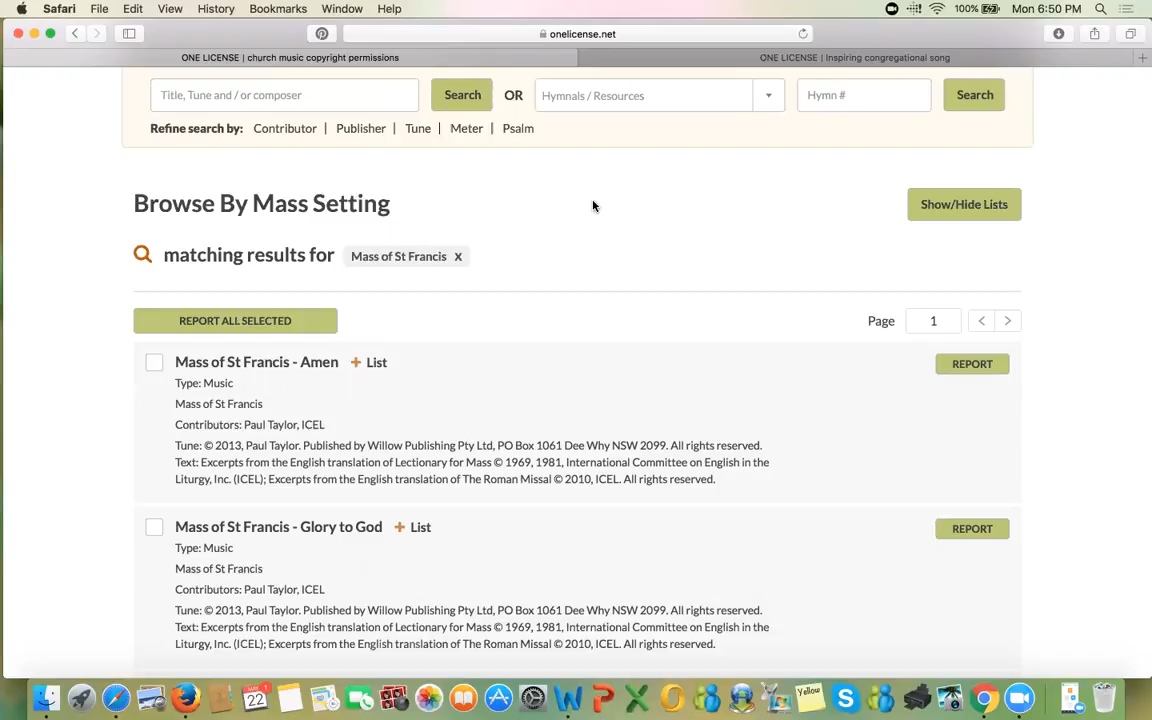 Safari File Edit View History Bookmarks Window Help 100% Mon 6:50 PM
onelicense.net
ONE LICENSE | church music copyright permissions ONE LICENSE | Inspiring congregational song
Title, Tune and / or composer Search OR Hymnals / Resources Hymn # Search
Refine search by: Contributor | Publisher | Tune | Meter | Psalm
Browse By Mass Setting Show/Hide Lists
matching results for Mass of St Francis x
REPORT ALL SELECTED Page 1 < >
Mass of St Francis - Amen + List REPORT
Type: Music
Mass of St Francis
Contributors: Paul Taylor, ICEL
Tune: © 2013, Paul Taylor. Published by Willow Publishing Pty Ltd, PO Box 1061 Dee Why NSW 2099. All rights reserved.
Text: Excerpts from the English translation of Lectionary for Mass © 1969, 1981, International Committee on English in the
Liturgy, Inc. (ICEL); Excerpts from the English translation of The Roman Missal © 2010, ICEL. All rights reserved.
Mass of St Francis - Glory to God + List REPORT
Type: Music
Mass of St Francis
Contributors: Paul Taylor, ICEL
Tune: © 2013, Paul Taylor. Published by Willow Publishing Pty Ltd, PO Box 1061 Dee Why NSW 2099. All rights reserved.
Text: Excerpts from the English translation of Lectionary for Mass © 1969, 1981, International Committee on English in the
Liturgy, Inc. (ICEL); Excerpts from the English translation of The Roman Missal © 2010, ICEL. All rights reserved.
22 Yellow